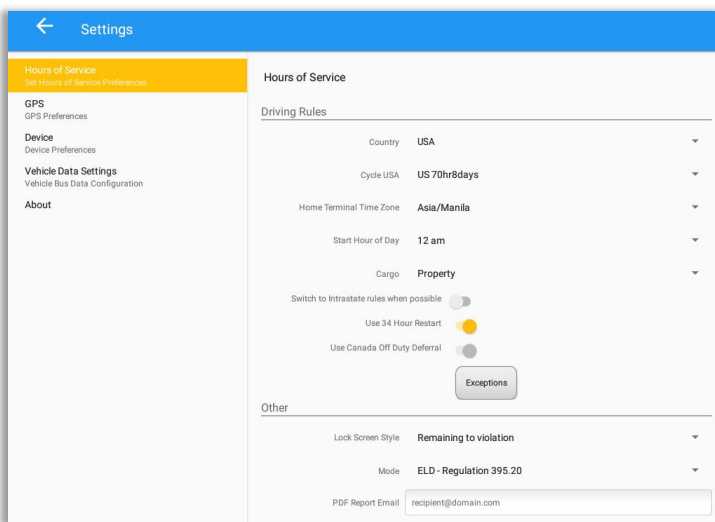 Settings
Hours of Service
Set Hours of Service Preferences
GPS
GPS Preferences
Device
Device Preferences
Vehicle Data Settings
Vehicle Bus Data Configuration
About
Hours of Service
Driving Rules
Country USA
Cycle USA US 70hr8days
Home Terminal Time Zone Asia/Manila
Start Hour of Day 12 am
Cargo Property
Switch to Intrastate rules when possible
Use 34 Hour Restart
Use Canada Off Duty Deferral
Exceptions
Other
Lock Screen Style Remaining to violation
Mode ELD - Regulation 395.20
PDF Report Email recipient@domain.com